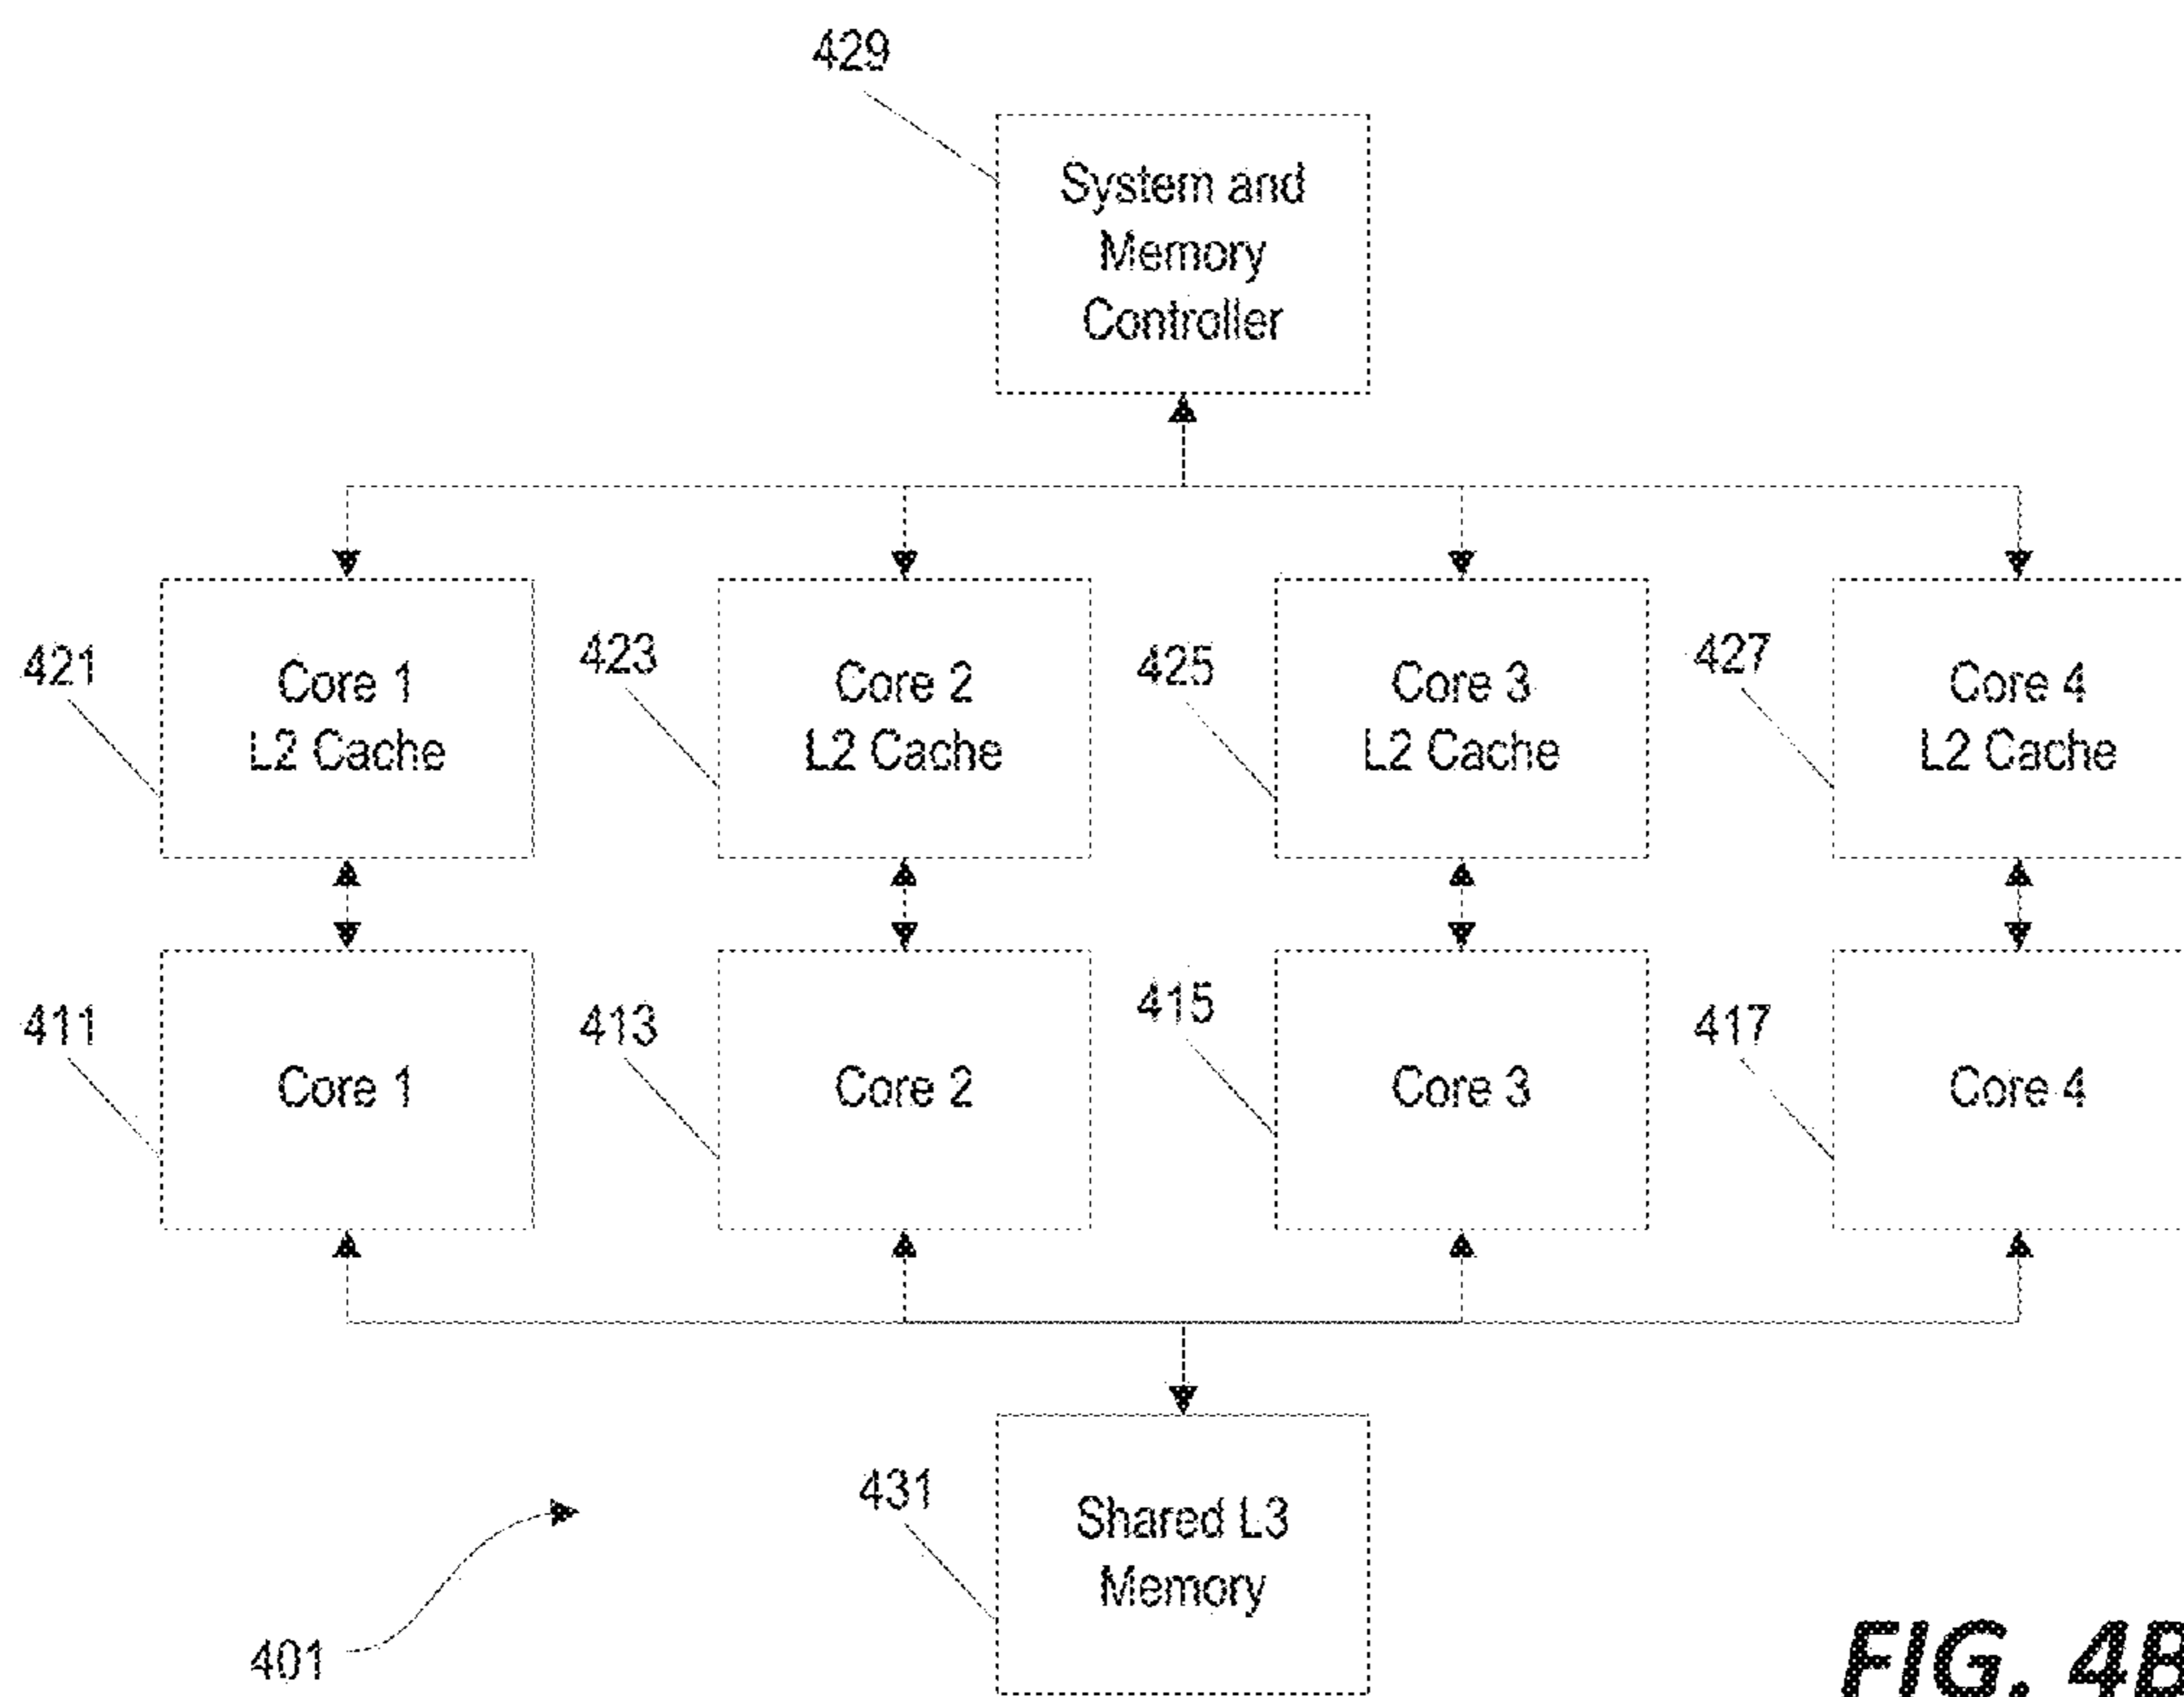 429
System and
Memory
Controller
421
Core 1
L2 Cache
423
Core 2
L2 Cache
425
Core 3
L2 Cache
427
Core 4
L2 Cache
411
Core 1
413
Core 2
415
Core 3
417
Core 4
431
Shared L3
Memory
401
FIG. 4B